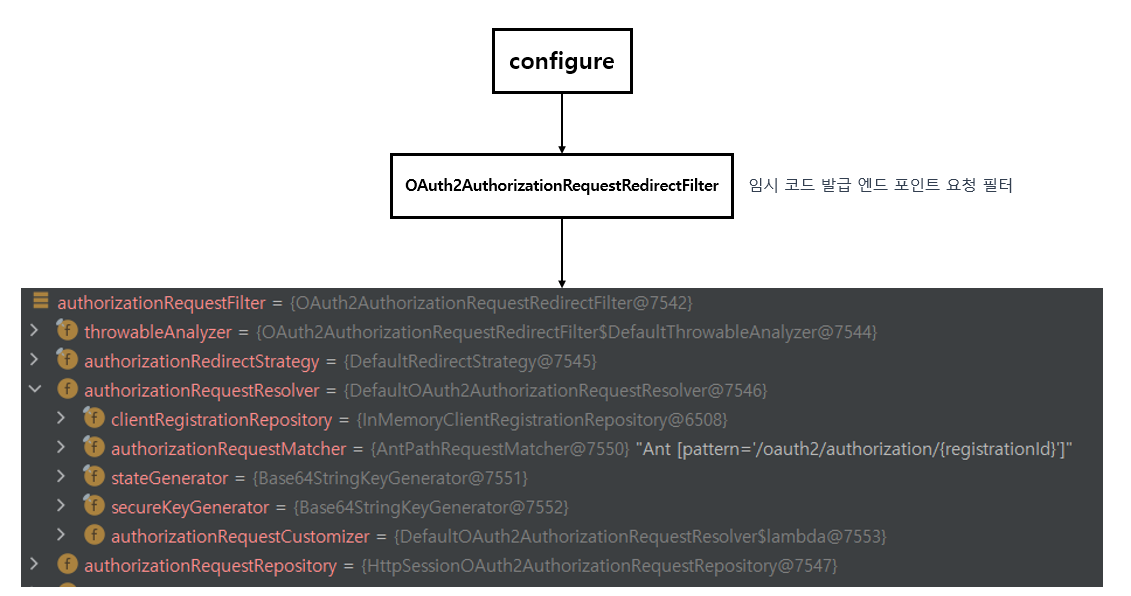 configure
OAuth2AuthorizationRequestRedirectFilter
임시 코드 발급 엔드 포인트 요청 필터
authorizationRequestFilter = {OAuth2AuthorizationRequestRedirectFilter@7542}
throwableAnalyzer = {OAuth2AuthorizationRequestRedirectFilter$DefaultThrowableAnalyzer@7544}
authorizationRedirectStrategy = {DefaultRedirectStrategy@7545}
authorizationRequestResolver = {DefaultOAuth2AuthorizationRequestResolver@7546}
clientRegistrationRepository = {InMemoryClientRegistrationRepository@6508}
authorizationRequestMatcher = {AntPathRequestMatcher@7550} "Ant [pattern='/oauth2/authorization/{registrationId}']"
stateGenerator = {Base64StringKeyGenerator@7551}
secureKeyGenerator = {Base64StringKeyGenerator@7552}
authorizationRequestCustomizer = {DefaultOAuth2AuthorizationRequestResolver$lambda@7553}
authorizationRequestRepository = {HttpSessionOAuth2AuthorizationRequestRepository@7547}